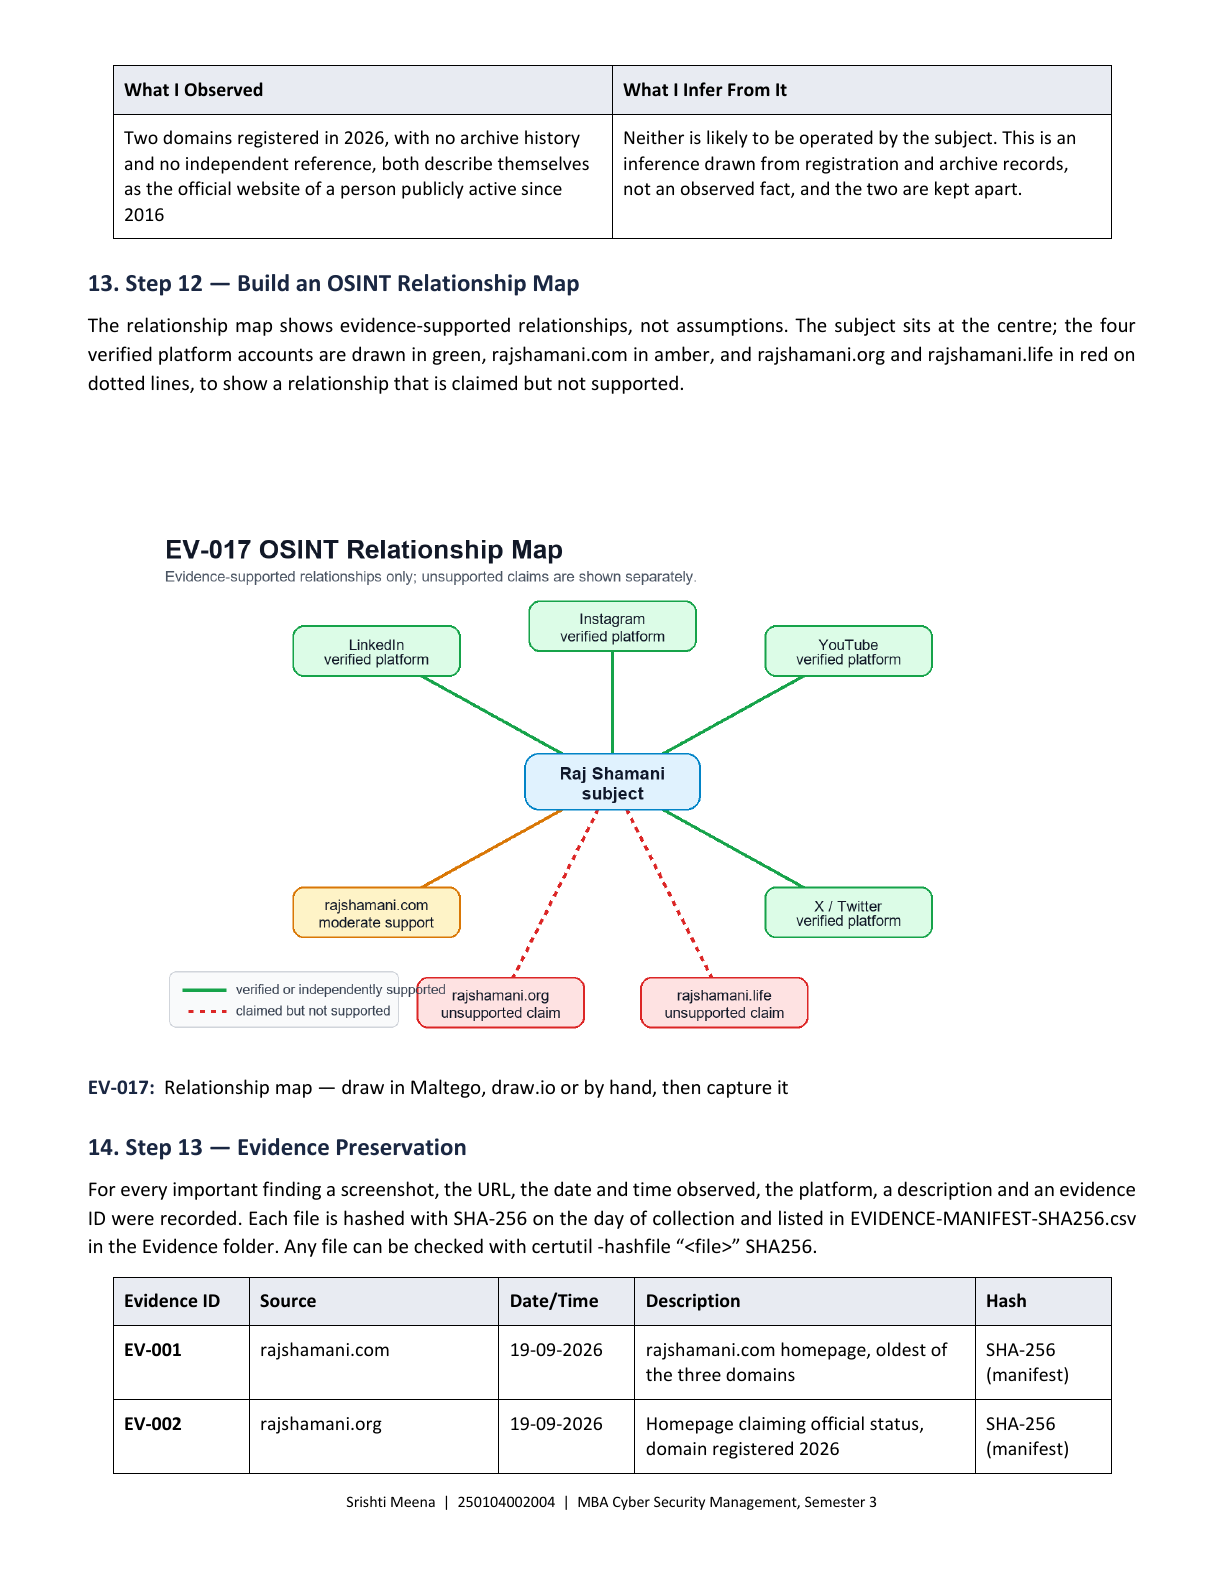 What I Observed
What I Infer From It
Two domains registered in 2026, with no archive history
and no independent reference, both describe themselves
as the official website of a person publicly active since
2016
Neither is likely to be operated by the subject. This is an
inference drawn from registration and archive records,
not an observed fact, and the two are kept apart.
13. Step 12 — Build an OSINT Relationship Map
The relationship map shows evidence-supported relationships, not assumptions. The subject sits at the centre; the four
verified platform accounts are drawn in green, rajshamani.com in amber, and rajshamani.org and rajshamani.life in red on
dotted lines, to show a relationship that is claimed but not supported.
EV-017 OSINT Relationship Map
Evidence-supported relationships only; unsupported claims are shown separately.
Instagram
verified platform
LinkedIn
verified platform
YouTube
verified platform
Raj Shamani
subject
rajshamani.com
moderate support
X / Twitter
verified platform
verified or independently supported
claimed but not supported
rajshamani.org
unsupported claim
rajshamani.life
unsupported claim
EV-017: Relationship map — draw in Maltego, draw.io or by hand, then capture it
14. Step 13 — Evidence Preservation
For every important finding a screenshot, the URL, the date and time observed, the platform, a description and an evidence
ID were recorded. Each file is hashed with SHA-256 on the day of collection and listed in EVIDENCE-MANIFEST-SHA256.csv
in the Evidence folder. Any file can be checked with certutil -hashfile “<file>” SHA256.
Evidence ID
Source
Date/Time
Description
Hash
EV-001
rajshamani.com
19-09-2026
rajshamani.com homepage, oldest of
the three domains
SHA-256
(manifest)
EV-002
rajshamani.org
19-09-2026
Homepage claiming official status,
domain registered 2026
SHA-256
(manifest)
Srishti Meena | 250104002004 | MBA Cyber Security Management, Semester 3